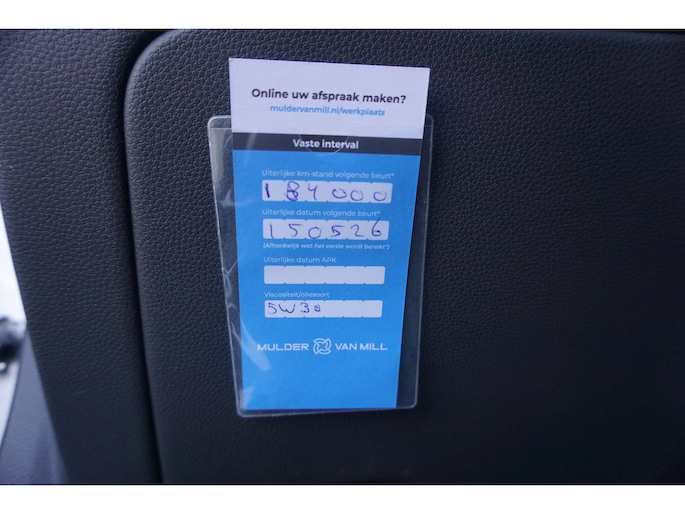 Online uw afspraak maken?
muldervanmill.nl/werkplaats
Vaste interval
Uiterlijke km-stand volgende beurt*
184000
Uiterlijke datum volgende beurt*
150526
(Afhankelijk wat het eerste wordt bereikt*)
Uiterlijke datum APK
Viscositeit/oliesoort
5W30
MULDER VAN MILL